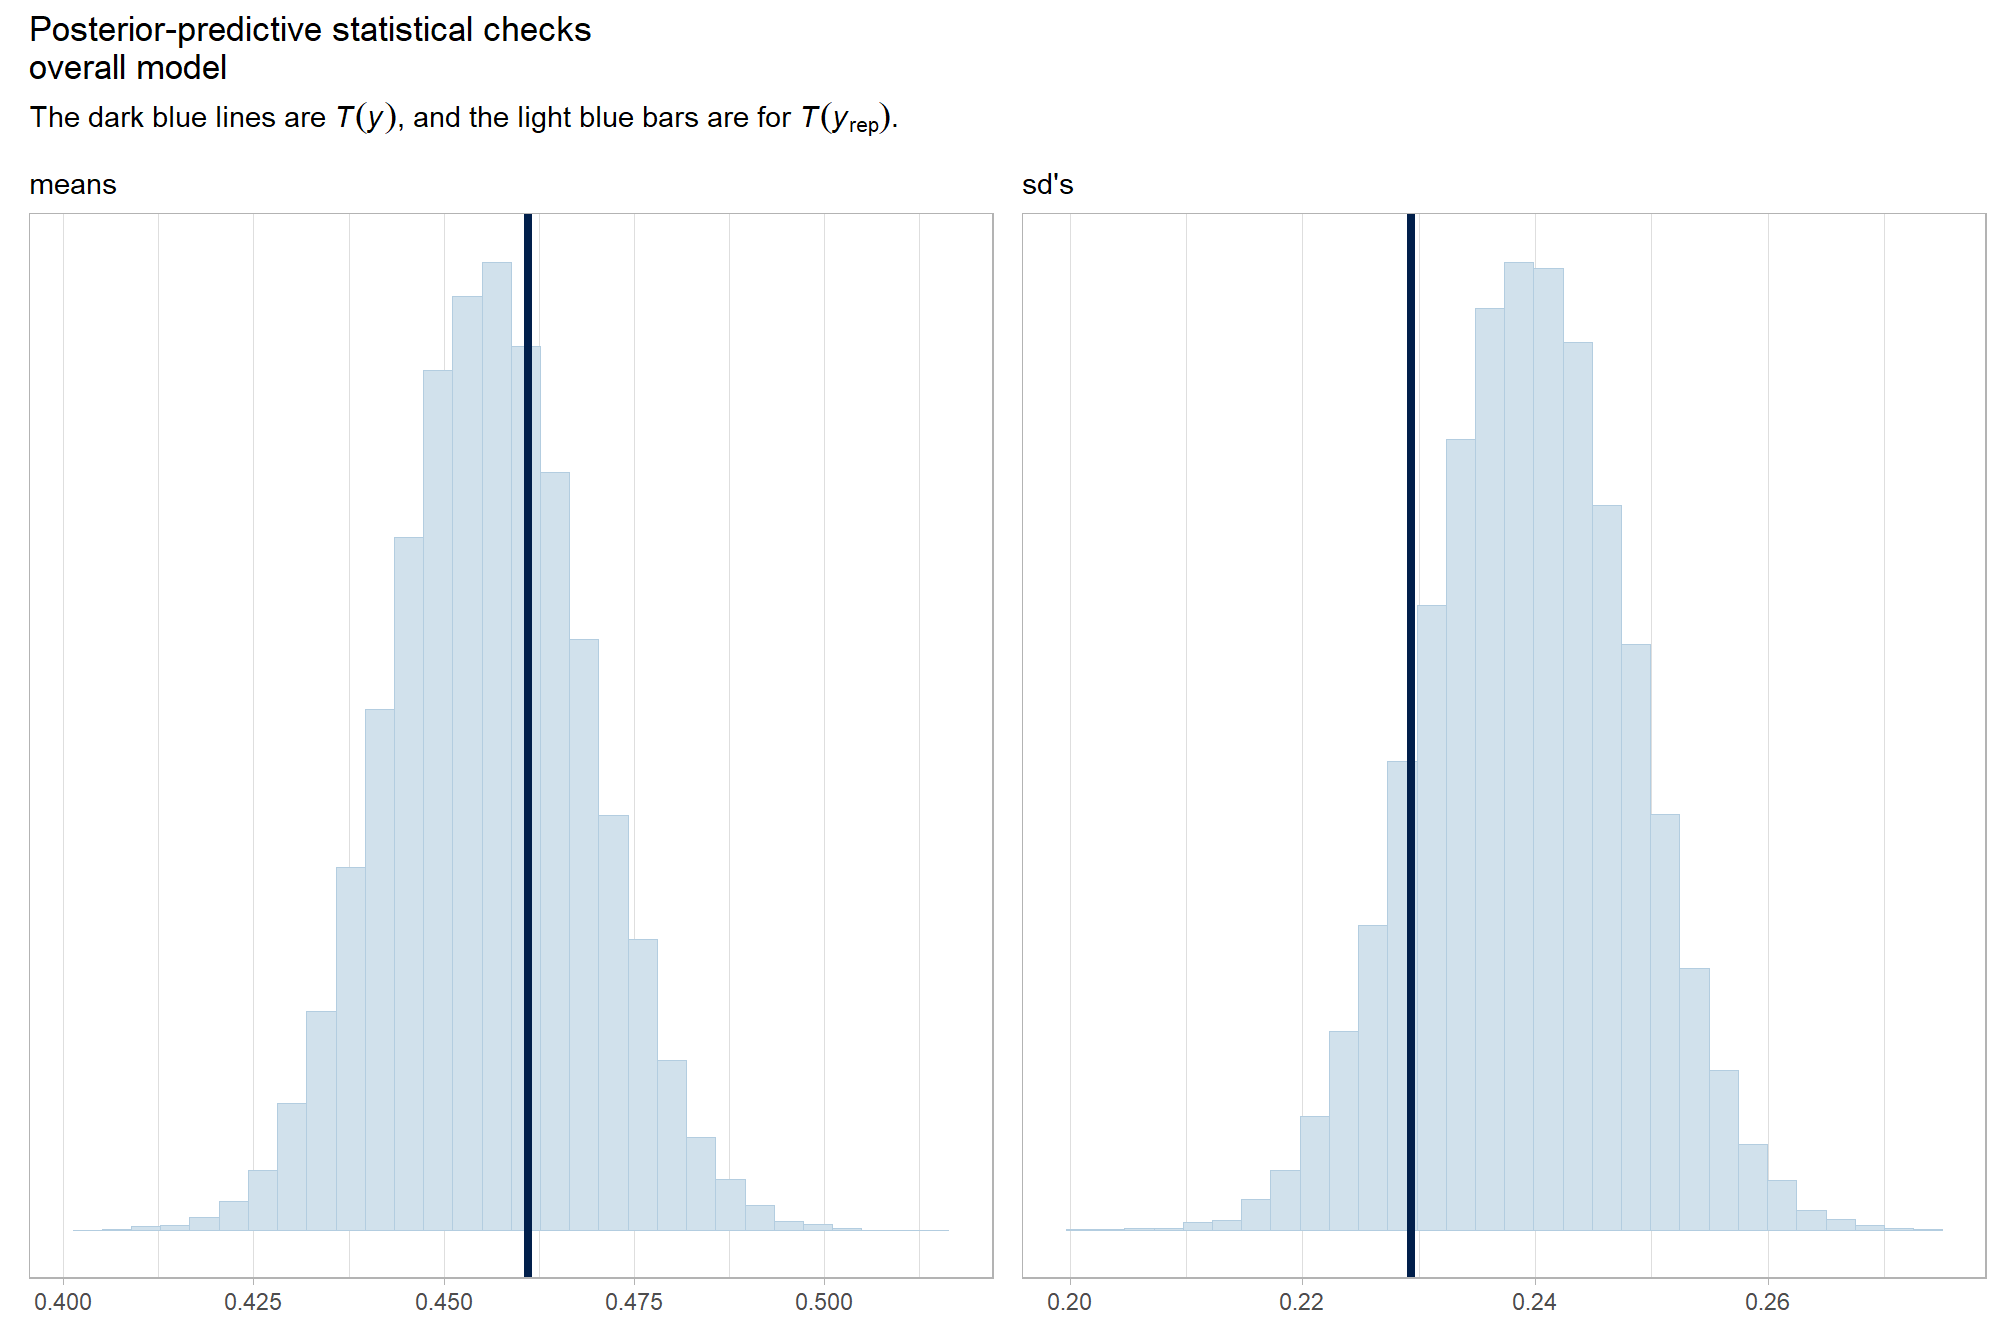 Posterior-predictive statistical checks
overall model
The dark blue lines are T(y), and the light blue bars are for T(yrep).
means
sd's
0.400 0.425 0.450 0.475 0.500
0.20 0.22 0.24 0.26